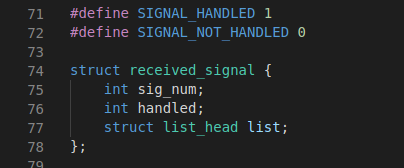 71 #define SIGNAL_HANDLED 1
72 #define SIGNAL_NOT_HANDLED 0
73
74 struct received_signal {
75     int sig_num;
76     int handled;
77     struct list_head list;
78 };
79